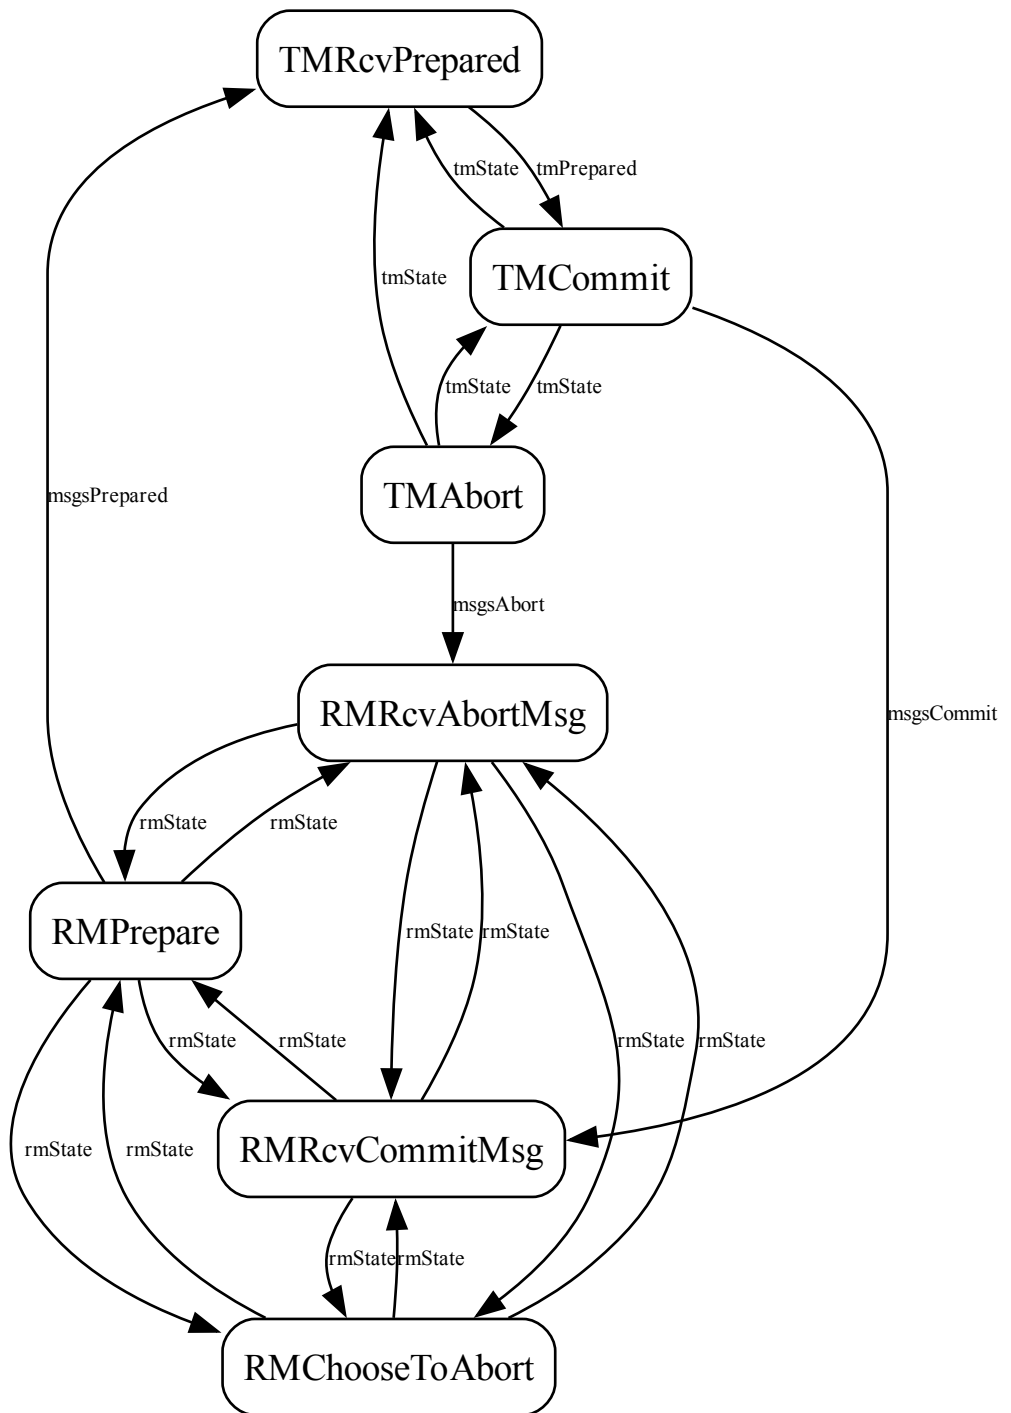 TMRcvPrepared
tmState
tmPrepared
TMCommit
tmState
tmState
tmState
TMAbort
msgsPrepared
msgsAbort
RMRcvAbortMsg
msgsCommit
rmState
rmState
RMPrepare
rmState
rmState
rmState
rmState
rmState
rmState
RMRcvCommitMsg
rmState
rmState
rmState
rmState
RMChooseToAbort